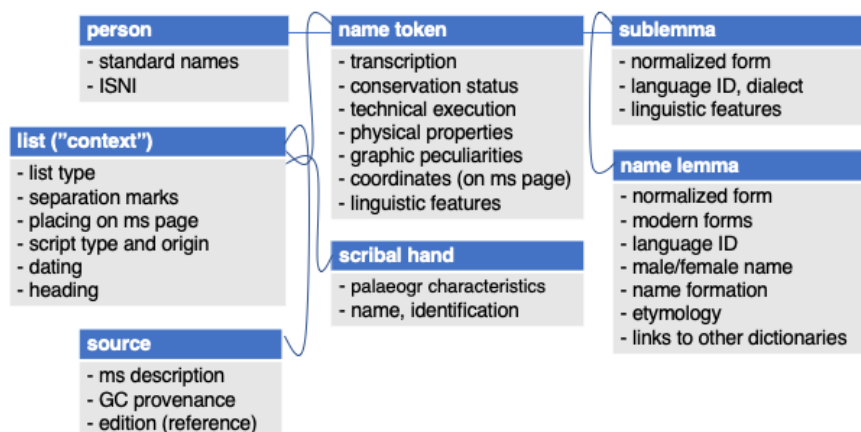 person
- standard names
- ISNI
list ("context")
- list type
- separation marks
- placing on ms page
- script type and origin
- dating
- heading
source
- ms description
- GC provenance
- edition (reference)
name token
- transcription
- conservation status
- technical execution
- physical properties
- graphic peculiarities
- coordinates (on ms page)
- linguistic features
scribal hand
- palaeogr characteristics
- name, identification
sublemma
- normalized form
- language ID, dialect
- linguistic features
name lemma
- normalized form
- modern forms
- language ID
- male/female name
- name formation
- etymology
- links to other dictionaries